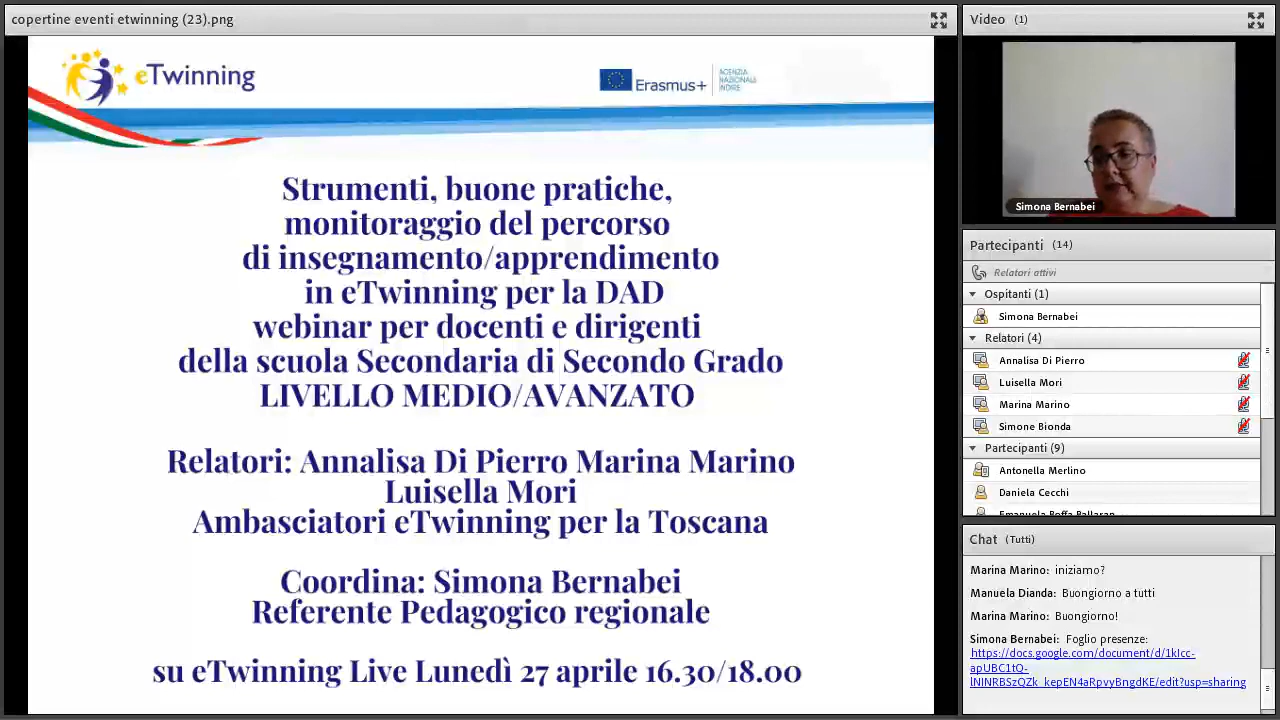 copertine eventi etwinning (23).png
eTwinning
Erasmus+
AGENZIA
NAZIONALE
INDIRE
Strumenti, buone pratiche,
monitoraggio del percorso
di insegnamento/apprendimento
in eTwinning per la DAD
webinar per docenti e dirigenti
della scuola Secondaria di Secondo Grado
LIVELLO MEDIO/AVANZATO
Relatori: Annalisa Di Pierro Marina Marino
Luisella Mori
Ambasciatori eTwinning per la Toscana
Coordina: Simona Bernabei
Referente Pedagogico regionale
su eTwinning Live Lunedì 27 aprile 16.30/18.00
Video (1)
Simona Bernabei
Partecipanti (14)
Relatori attivi
Ospitanti (1)
Simona Bernabei
Relatori (4)
Annalisa Di Pierro
Luisella Mori
Marina Marino
Simone Bionda
Partecipanti (9)
Antonella Merlino
Daniela Cecchi
Chat (Tutti)
Marina Marino: iniziamo?
Manuela Dianda: Buongiorno a tutti
Marina Marino: Buongiorno!
Simona Bernabei: Foglio presenze:
https://docs.google.com/document/d/1kIcc-
apUBC1tQ-
lNINRBSzQZk_kepEN4aRpvyBngdKE/edit?usp=sharing